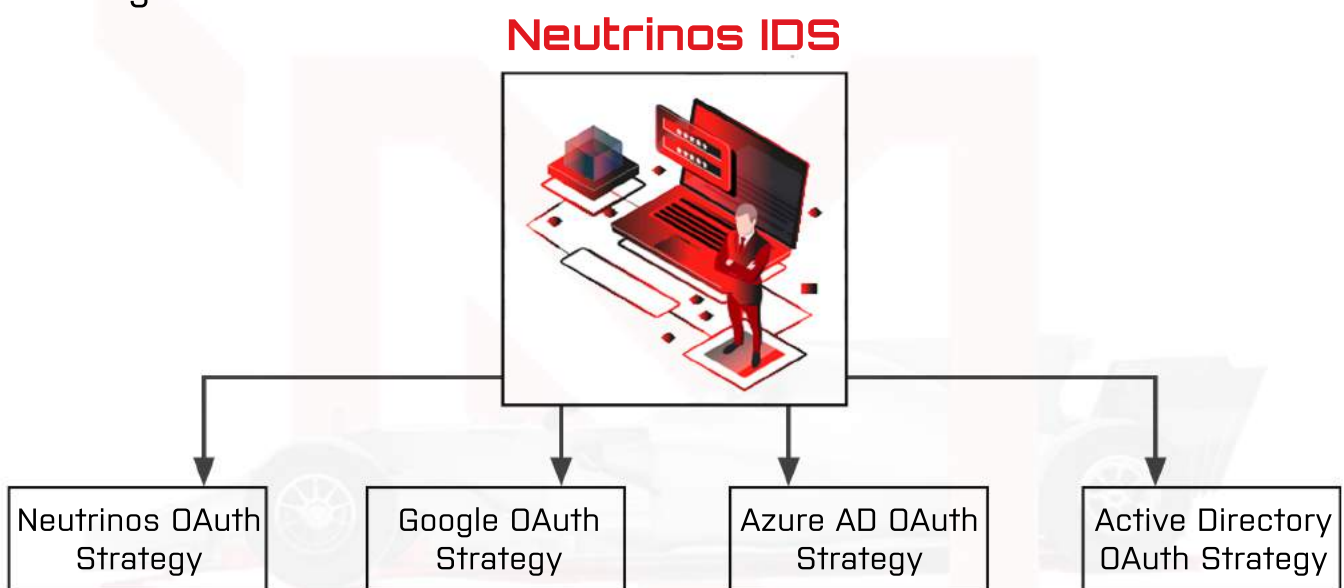 Neutrinos IDS
Neutrinos OAuth
Strategy
Google OAuth
Strategy
Azure AD OAuth
Strategy
Active Directory
OAuth Strategy